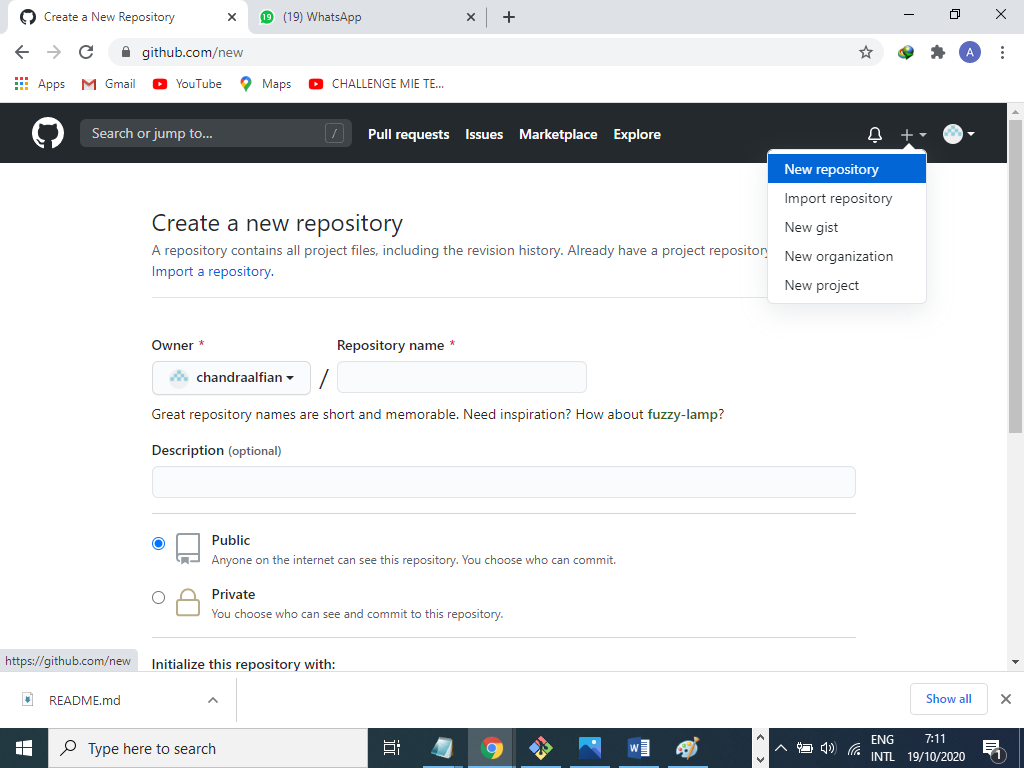 Create a New Repository
19
(19) WhatsApp
github.com/new
A
Apps
Gmail
YouTube
Maps
CHALLENGE MIE TE...
Search or jump to...
/
Pull requests
Issues
Marketplace
Explore
New repository
Import repository
New gist
New organization
New project
Create a new repository
A repository contains all project files, including the revision history. Already have a project repository
Import a repository.
Owner *
Repository name *
chandraalfian
/
Great repository names are short and memorable. Need inspiration? How about fuzzy-lamp?
Description (optional)
Public
Anyone on the internet can see this repository. You choose who can commit.
Private
You choose who can see and commit to this repository.
https://github.com/new
Initialize this repository with:
README.md
Show all
Type here to search
W
ENG
INTL
7:11
19/10/2020
1